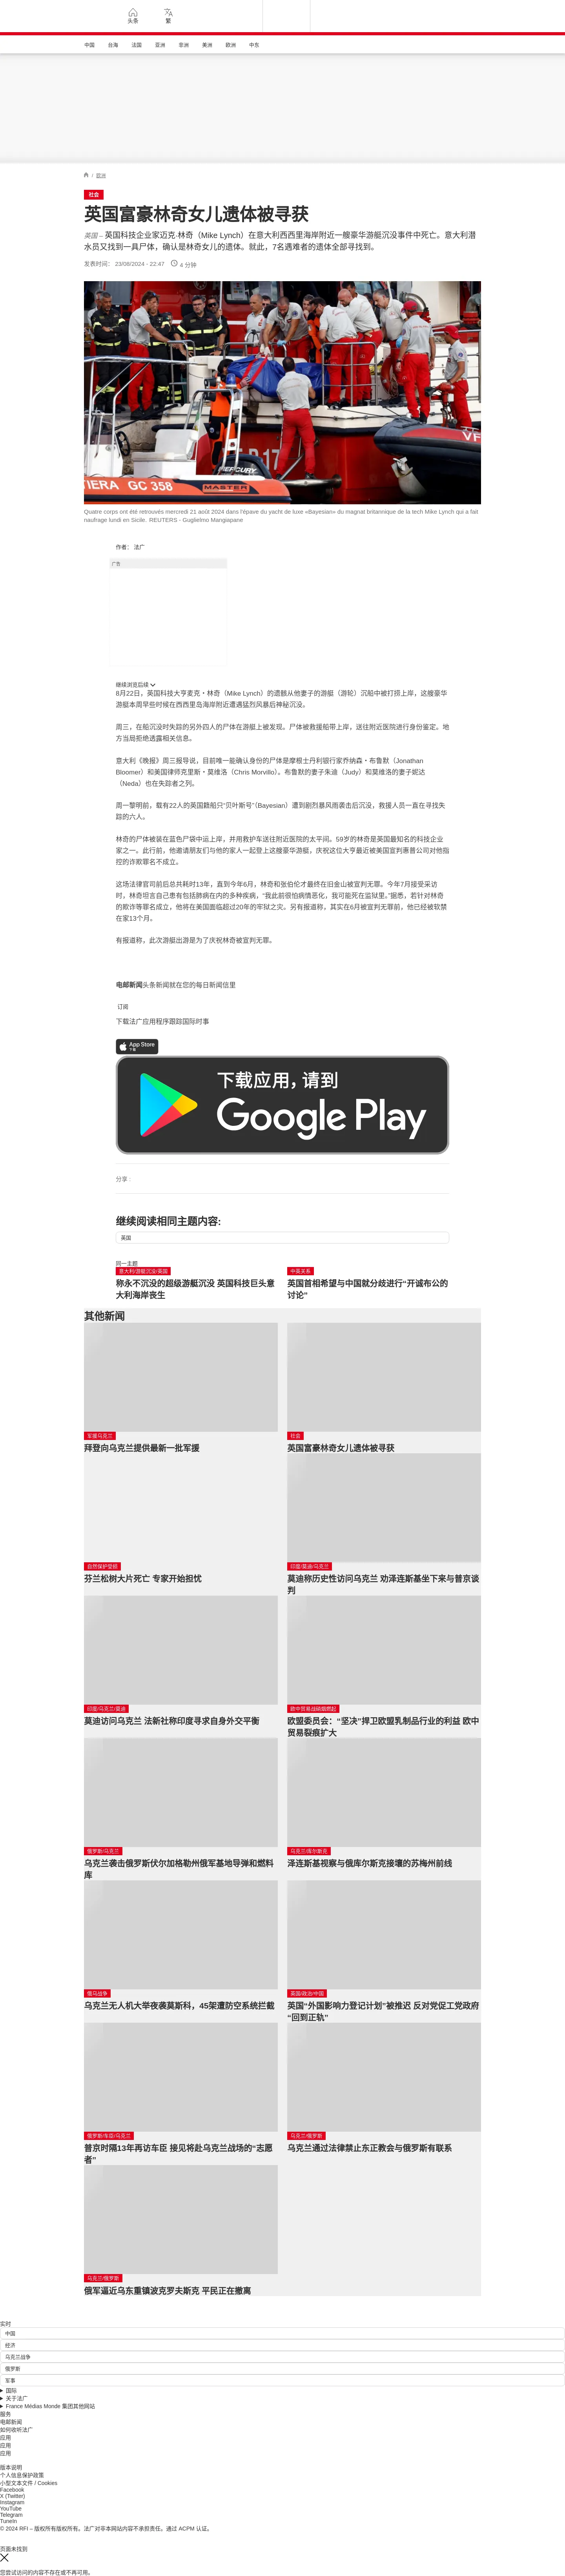 头条
繁
中国
台海
法国
亚洲
非洲
美洲
欧洲
中东
/ 欧洲
社会
英国富豪林奇女儿遗体被寻获
英国 – 英国科技企业家迈克·林奇（Mike Lynch）在意大利西西里海岸附近一艘豪华游艇沉没事件中死亡。意大利潜
水员又找到一具尸体，确认是林奇女儿的遗体。就此，7名遇难者的遗体全部寻找到。
发表时间： 23/08/2024 - 22:47 4 分钟
TIERA GC 358
MERCURY
MASTER
VF
Quatre corps ont été retrouvés mercredi 21 août 2024 dans l'épave du yacht de luxe «Bayesian» du magnat britannique de la tech Mike Lynch qui a fait
naufrage lundi en Sicile. REUTERS - Guglielmo Mangiapane
作者： 法广
广告
继续浏览后续
8月22日，英国科技大亨麦克・林奇（Mike Lynch）的遗骸从他妻子的游艇（游轮）沉船中被打捞上岸，这艘豪华
游艇本周早些时候在西西里岛海岸附近遭遇猛烈风暴后神秘沉没。
周三，在船沉没时失踪的另外四人的尸体在游艇上被发现。尸体被救援船带上岸，送往附近医院进行身份鉴定。地
方当局拒绝透露相关信息。
意大利《晚报》周三报导说，目前唯一能确认身份的尸体是摩根士丹利银行家乔纳森・布鲁默（Jonathan
Bloomer）和美国律师克里斯・莫维洛（Chris Morvillo）。布鲁默的妻子朱迪（Judy）和莫维洛的妻子妮达
（Neda）也在失踪者之列。
周一黎明前，载有22人的英国籍船只“贝叶斯号”（Bayesian）遭到剧烈暴风雨袭击后沉没，救援人员一直在寻找失
踪的六人。
林奇的尸体被装在蓝色尸袋中运上岸，并用救护车送往附近医院的太平间。59岁的林奇是英国最知名的科技企业
家之一。此行前，他邀请朋友们与他的家人一起登上这艘豪华游艇，庆祝这位大亨最近被美国宣判惠普公司对他指
控的诈欺罪名不成立。
这场法律官司前后总共耗时13年，直到今年6月，林奇和张伯伦才最终在旧金山被宣判无罪。今年7月接受采访
时，林奇坦言自己患有包括肺病在内的多种疾病，“我此前很怕病情恶化，我可能死在监狱里。”据悉，若针对林奇
的欺诈等罪名成立，他将在美国面临超过20年的牢狱之灾。另有报道称，其实在6月被宣判无罪前，他已经被软禁
在家13个月。
有报道称，此次游艇出游是为了庆祝林奇被宣判无罪。
电邮新闻头条新闻就在您的每日新闻信里
订阅
下载法广应用程序跟踪国际时事
App Store
下载
下载应用，请到
Google Play
分享 :
继续阅读相同主题内容:
英国
同一主题
意大利/游艇沉没/英国
称永不沉没的超级游艇沉没 英国科技巨头意
大利海岸丧生
中英关系
英国首相希望与中国就分歧进行“开诚布公的
讨论”
其他新闻
军援乌克兰
拜登向乌克兰提供最新一批军援
社会
英国富豪林奇女儿遗体被寻获
自然保护受损
芬兰松树大片死亡 专家开始担忧
印度/莫迪/乌克兰
莫迪称历史性访问乌克兰 劝泽连斯基坐下来与普京谈
判
印度/乌克兰/莫迪
莫迪访问乌克兰 法新社称印度寻求自身外交平衡
欧中贸易战硝烟燃起
欧盟委员会：“坚决”捍卫欧盟乳制品行业的利益 欧中
贸易裂痕扩大
俄罗斯/乌克兰
乌克兰袭击俄罗斯伏尔加格勒州俄军基地导弹和燃料
库
乌克兰/库尔斯克
泽连斯基视察与俄库尔斯克接壤的苏梅州前线
俄乌战争
乌克兰无人机大举夜袭莫斯科，45架遭防空系统拦截
英国/政治/中国
英国“外国影响力登记计划”被推迟 反对党促工党政府
“回到正轨”
俄罗斯/车臣/乌克兰
普京时隔13年再访车臣 接见将赴乌克兰战场的“志愿
者”
乌克兰/俄罗斯
乌克兰通过法律禁止东正教会与俄罗斯有联系
乌克兰/俄罗斯
俄军逼近乌东重镇波克罗夫斯克 平民正在撤离
实时
中国
经济
乌克兰战争
俄罗斯
军事
国际
关于法广
France Médias Monde 集团其他网站
服务
电邮新闻
如何收听法广
应用
应用
应用
版本说明
个人信息保护政策
小型文本文件 / Cookies
Facebook
X (Twitter)
Instagram
YouTube
Telegram
TuneIn
© 2024 RFI – 版权所有版权所有。法广对非本网站内容不承担责任。通过 ACPM 认证。
页面未找到
您尝试访问的内容不存在或不再可用。